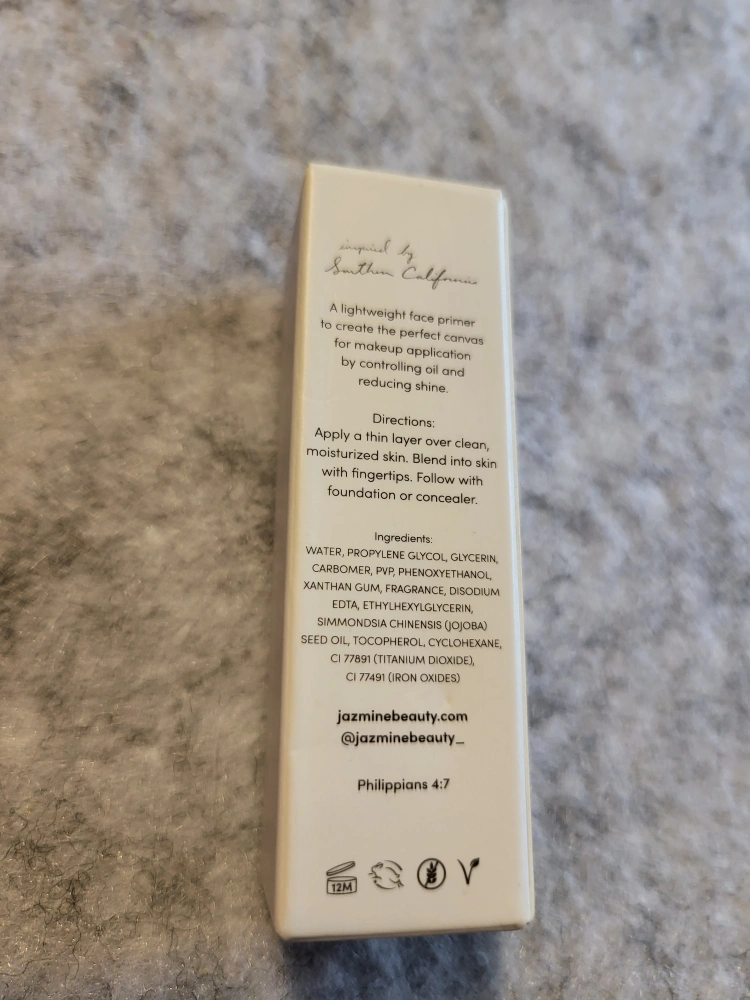 inspired by
Southern California
A lightweight face primer
to create the perfect canvas
for makeup application
by controlling oil and
reducing shine.
Directions:
Apply a thin layer over clean,
moisturized skin. Blend into skin
with fingertips. Follow with
foundation or concealer.
Ingredients:
WATER, PROPYLENE GLYCOL, GLYCERIN,
CARBOMER, PVP, PHENOXYETHANOL,
XANTHAN GUM, FRAGRANCE, DISODIUM
EDTA, ETHYLHEXYLGLYCERIN,
SIMMONDSIA CHINENSIS (JOJOBA)
SEED OIL, TOCOPHEROL, CYCLOHEXANE,
CI 77891 (TITANIUM DIOXIDE),
CI 77491 (IRON OXIDES)
jazminebeauty.com
@jazminebeauty_
Philippians 4:7
12M